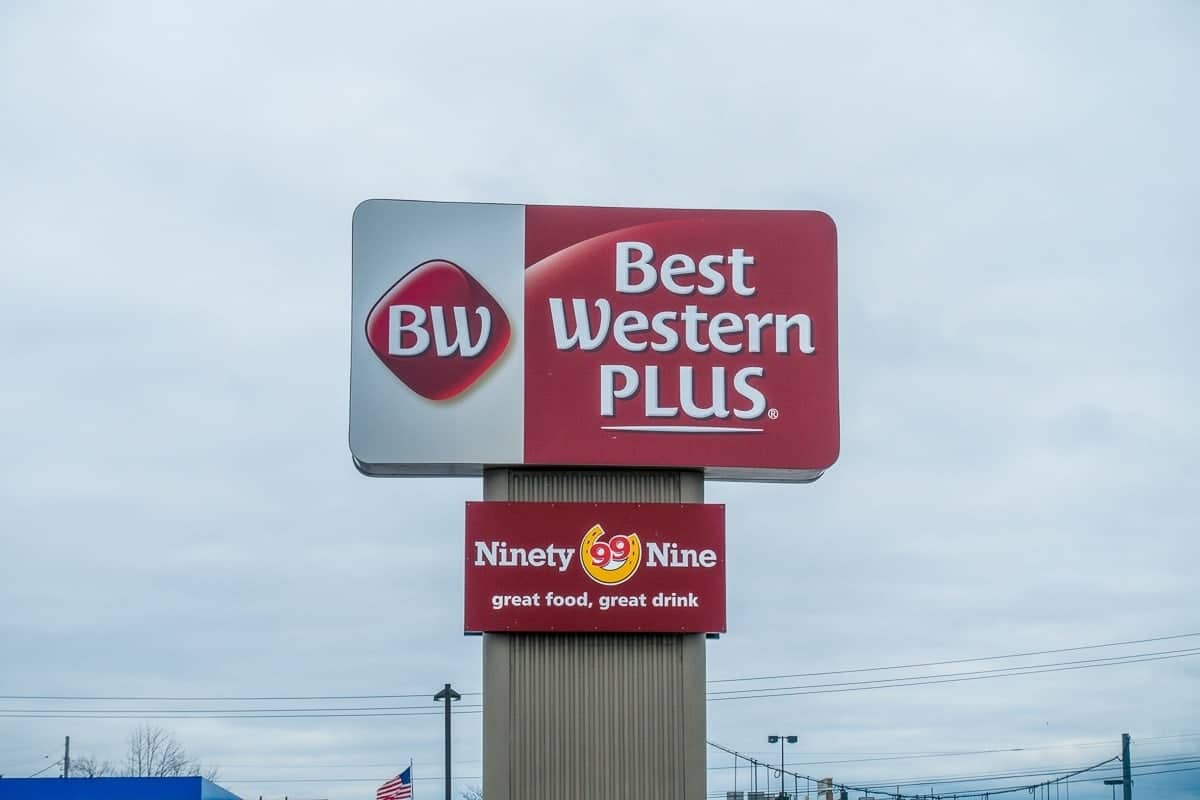 BW
Best
Western
PLUS®
Ninety 99 Nine
great food, great drink